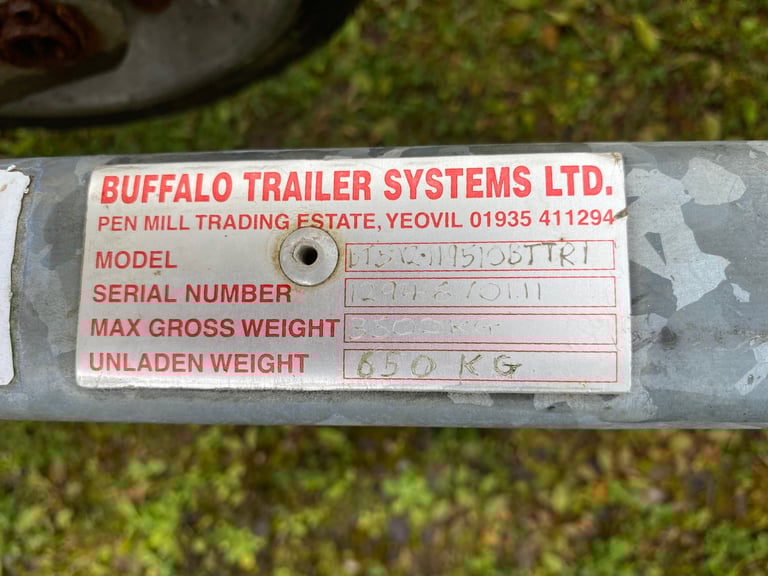 BUFFALO TRAILER SYSTEMS LTD.
PEN MILL TRADING ESTATE, YEOVIL 01935 411294
MODEL
SERIAL NUMBER
MAX GROSS WEIGHT 3500KG
UNLADEN WEIGHT 650 KG